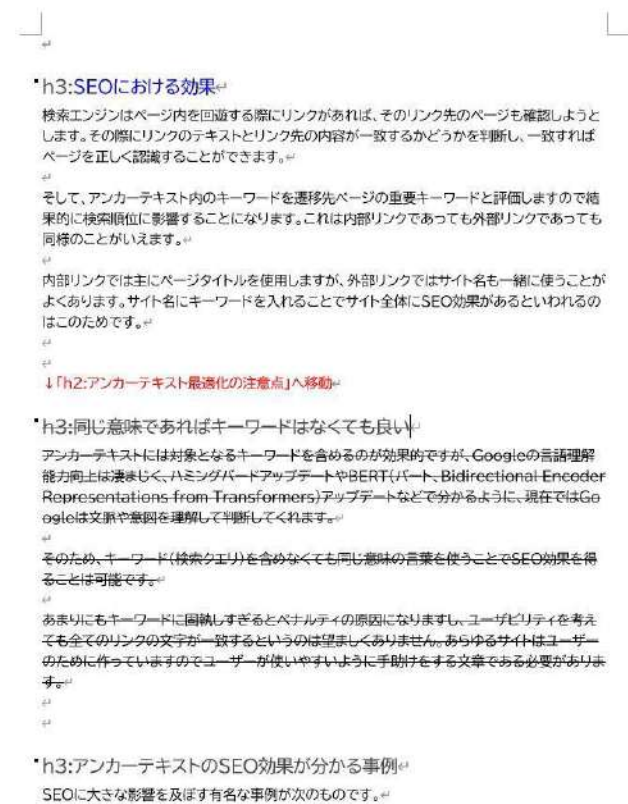 h3:SEOにおける効果
検索エンジンはページ内を回遊する際にリンクがあれば、そのリンク先のページも確認しようと
します。その際にリンクのテキストとリンク先の内容が一致するかどうかを判断し、一致すれば
ページを正しく認識することができます。
そして、アンカーテキスト内のキーワードを遷移先ページの重要キーワードと評価しますので結
果的に検索順位に影響することになります。これは内部リンクであっても外部リンクであっても
同様のことがいえます。
内部リンクでは主にページタイトルを使用しますが、外部リンクではサイト名も一緒に使うことが
よくあります。サイト名にキーワードを入れることでサイト全体にSEO効果があるといわれるの
はこのためです。
↓「h2:アンカーテキスト最適化の注意点」へ移動
h3:同じ意味であればキーワードはなくても良い
アンカーテキストには対象となるキーワードを含めるのが効果的ですが、Googleの言語理解
能力向上は凄まじく、ハミングバードアップデートやBERT(バート、Bidirectional Encoder
Representations from Transformers)アップデートなどで分かるように、現在ではGo
ogleは文脈や意図を理解して判断してくれます。
そのため、キーワード(検索クエリ)を含めなくても同じ意味の言葉を使うことでSEO効果を得
ることは可能です。
あまりにもキーワードに固執しすぎるとペナルティの原因になりますし、ユーザビリティを考え
ても全てのリンクの文字が一致するというのは望ましくありません。あらゆるサイトはユーザー
のために作っていますのでユーザーが使いやすいように手助けをする文章である必要がありま
す。
h3:アンカーテキストのSEO効果が分かる事例
SEOに大きな影響を及ぼす有名な事例が次のものです。